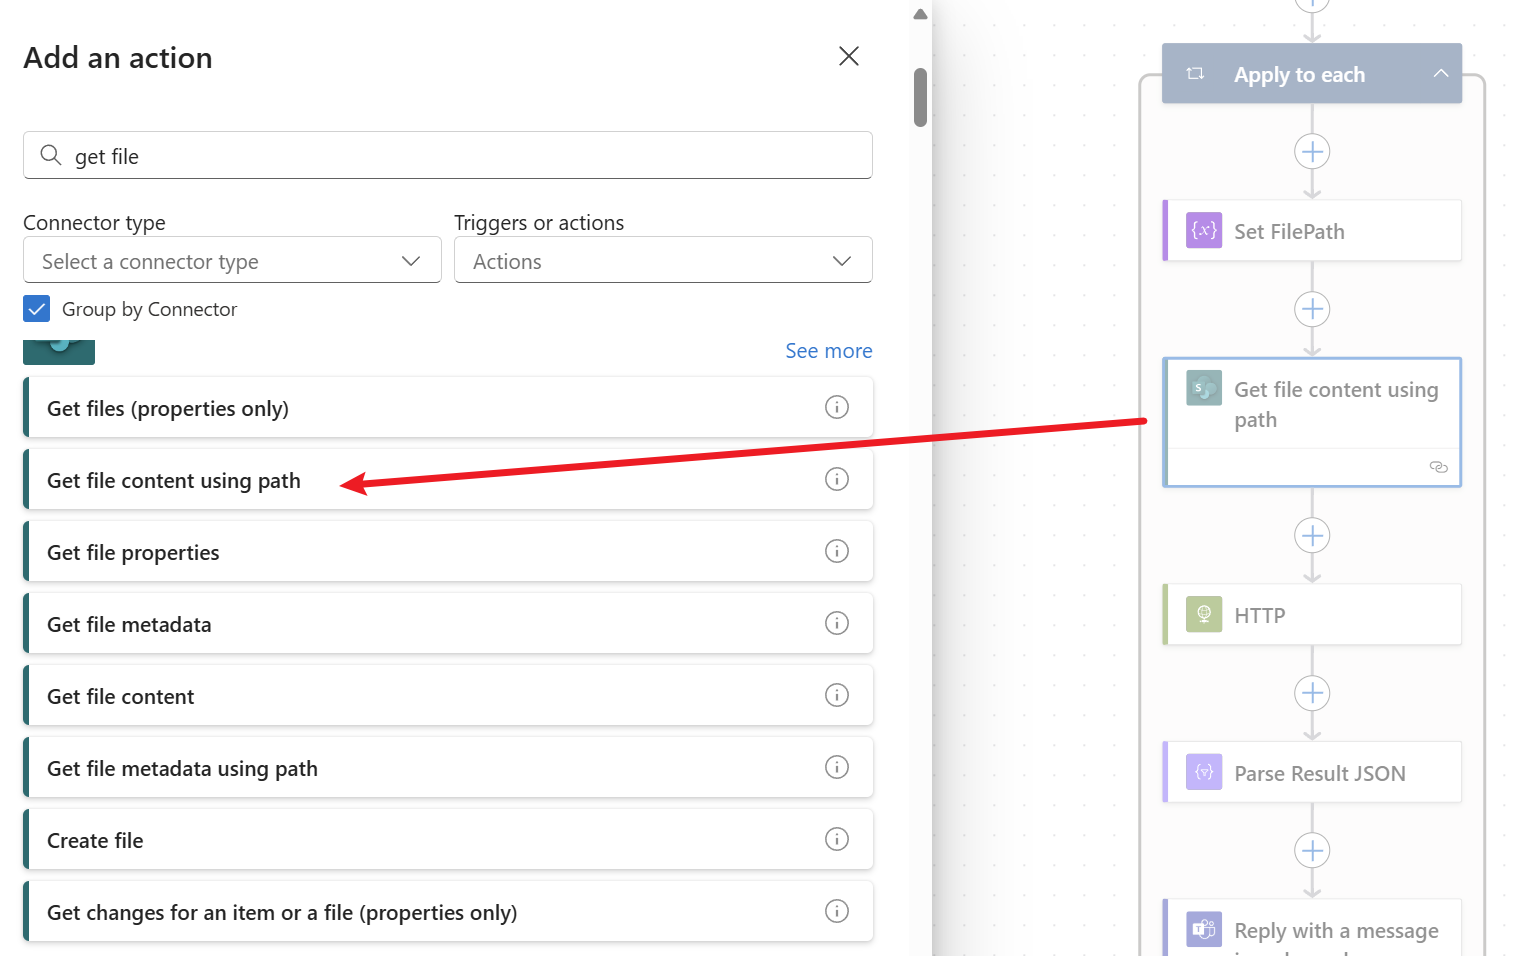 Add an action
get file
Connector type
Triggers or actions
Select a connector type
Actions
Group by Connector
See more
Get files (properties only)
Get file content using path
Get file properties
Get file metadata
Get file content
Get file metadata using path
Create file
Get changes for an item or a file (properties only)
Apply to each
{x}
Set FilePath
S
Get file content using
path
HTTP
Parse Result JSON
T
Reply with a message